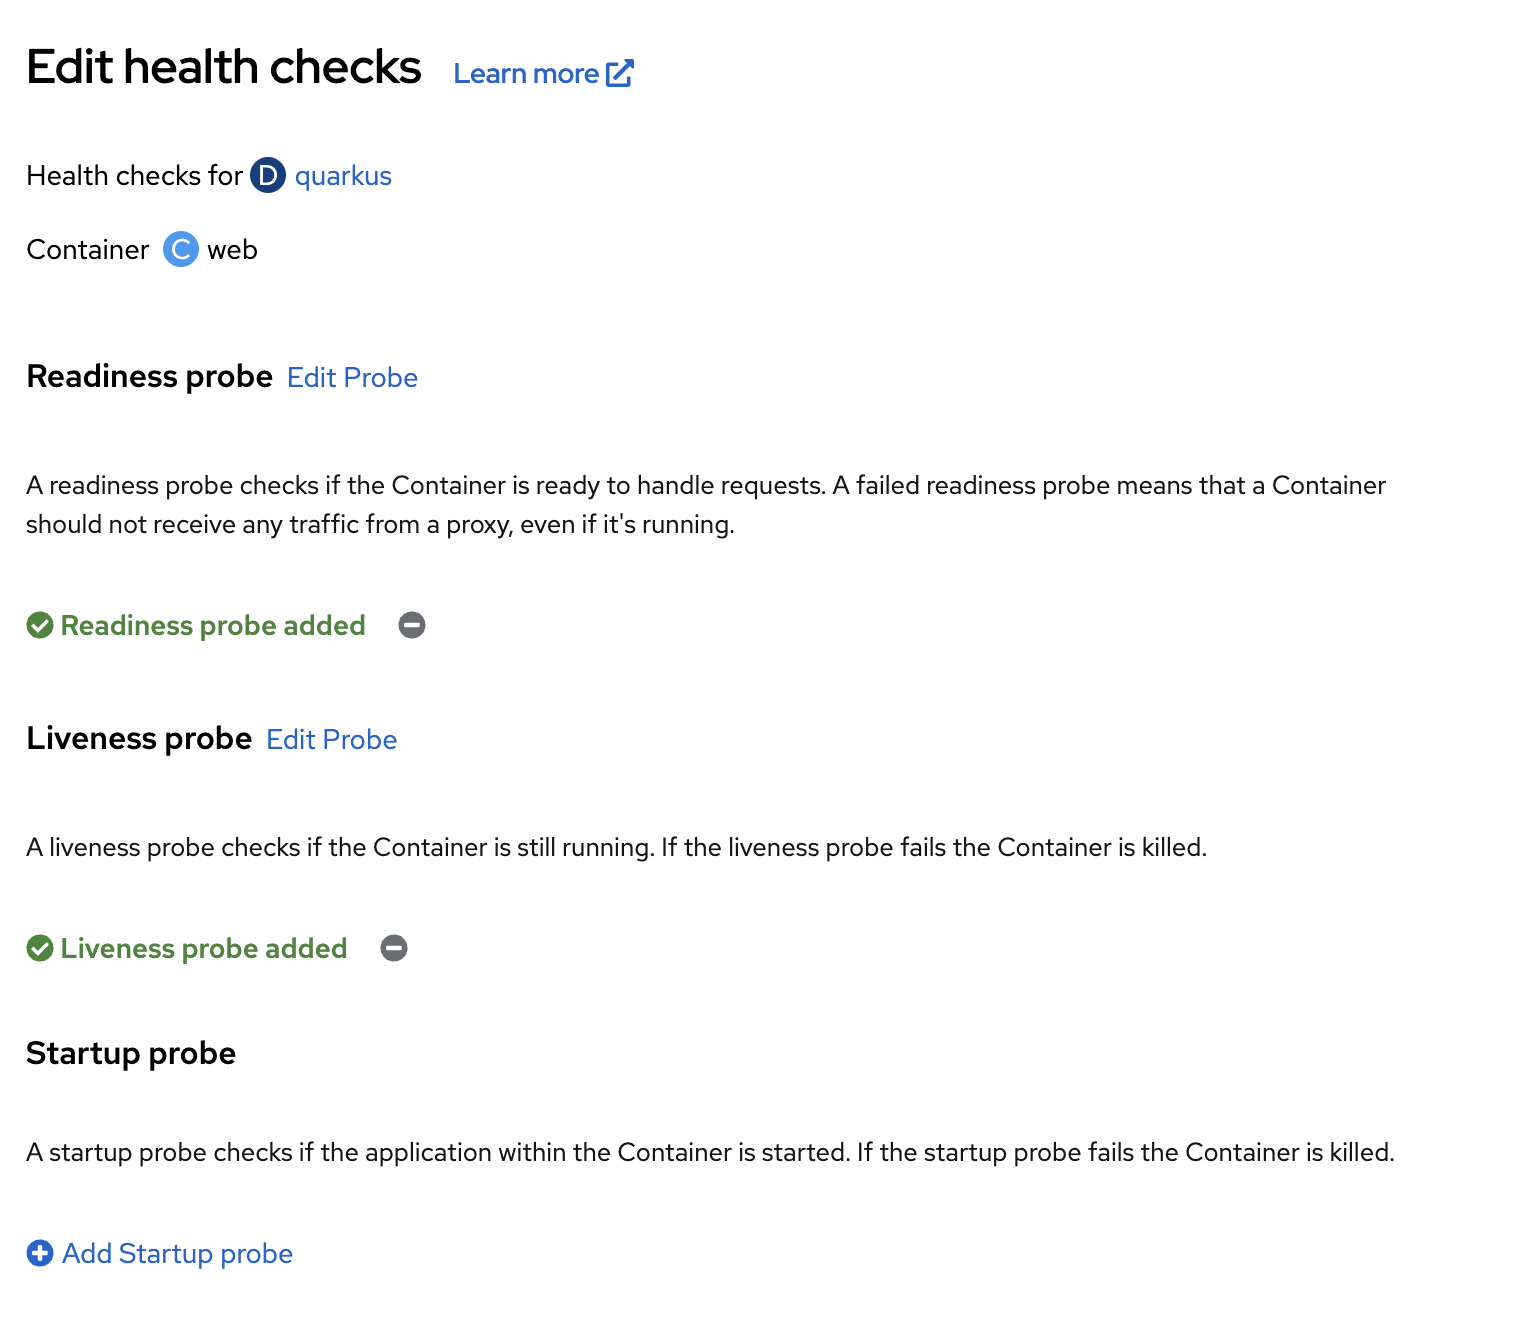 Edit health checks Learn more
Health checks for D quarkus
Container C web
Readiness probe Edit Probe
A readiness probe checks if the Container is ready to handle requests. A failed readiness probe means that a Container
should not receive any traffic from a proxy, even if it's running.
Readiness probe added
Liveness probe Edit Probe
A liveness probe checks if the Container is still running. If the liveness probe fails the Container is killed.
Liveness probe added
Startup probe
A startup probe checks if the application within the Container is started. If the startup probe fails the Container is killed.
Add Startup probe